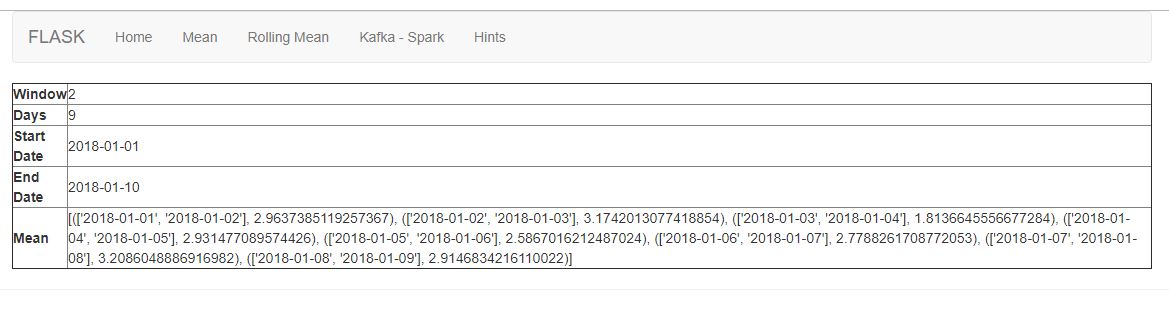 FLASK Home Mean Rolling Mean Kafka - Spark Hints
Window 2
Days 9
Start
Date
2018-01-01
End
Date
2018-01-10
Mean
[(['2018-01-01', '2018-01-02'], 2.9637385119257367), (['2018-01-02', '2018-01-03'], 3.1742013077418854), (['2018-01-03', '2018-01-04'], 1.8136645556677284), (['2018-01-
04', '2018-01-05'], 2.931477089574426), (['2018-01-05', '2018-01-06'], 2.5867016212487024), (['2018-01-06', '2018-01-07'], 2.7788261708772053), (['2018-01-07', '2018-01-
08'], 3.2086048886916982), (['2018-01-08', '2018-01-09'], 2.9146834216110022)]